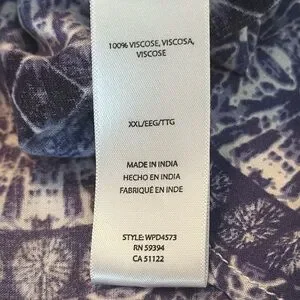 100% VISCOSE, VISCOSA,
VISCOSE
XXL/EEG/TTG
MADE IN INDIA
HECHO EN INDIA
FABRIQUÉ EN INDE
STYLE: WPD4573
RN 59394
CA 51122